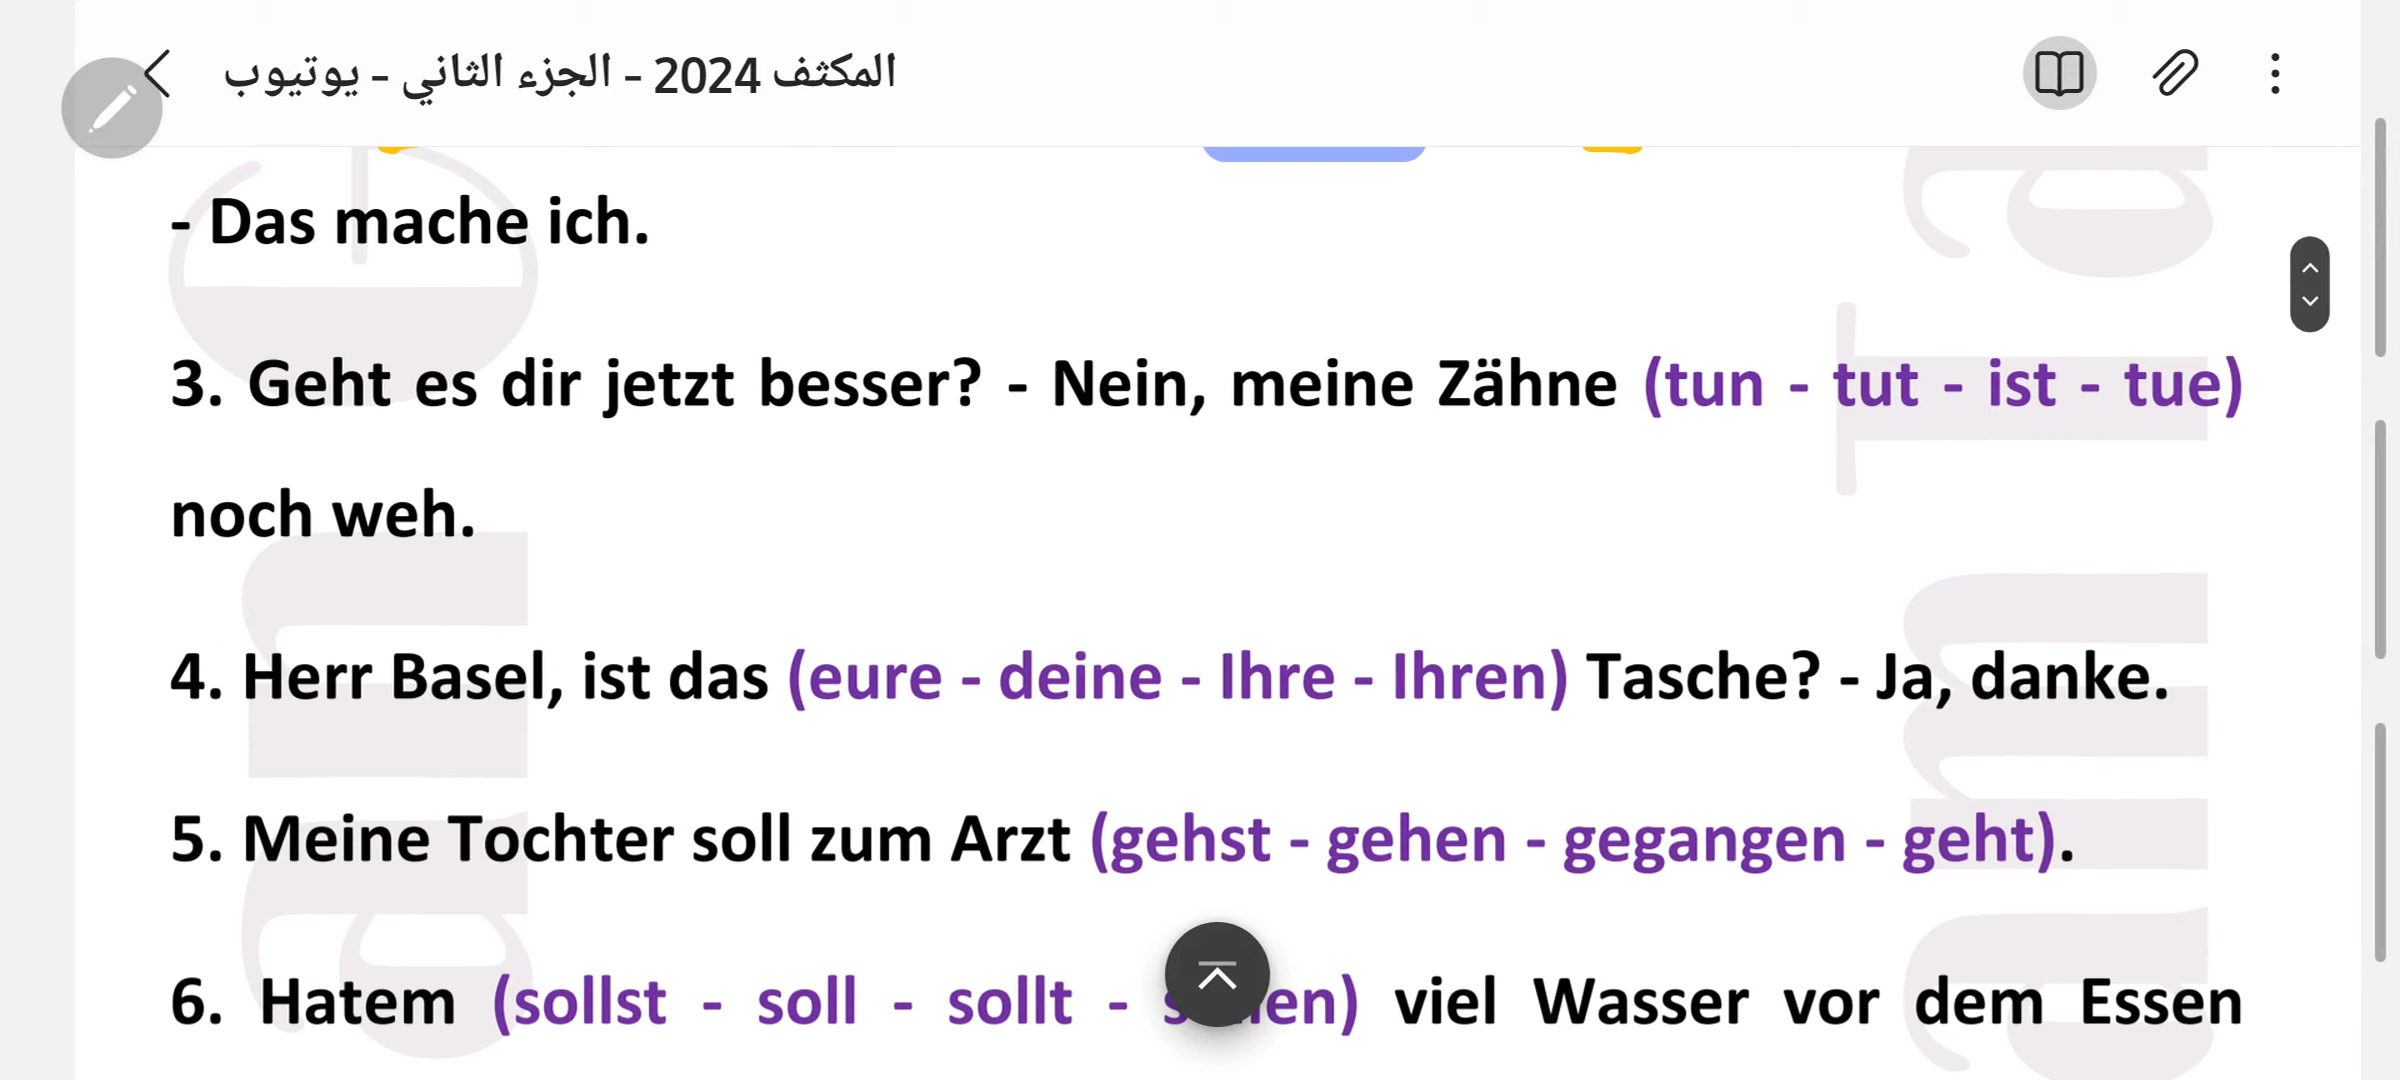 المكثف 2024 - الجزء الثاني - يوتيوب
- Das mache ich.
3. Geht es dir jetzt besser? - Nein, meine Zähne (tun - tut - ist - tue)
noch weh.
4. Herr Basel, ist das (eure - deine - Ihre - Ihren) Tasche? - Ja, danke.
5. Meine Tochter soll zum Arzt (gehst - gehen - gegangen - geht).
6. Hatem (sollst - soll - sollt - viel Wasser vor dem Essen